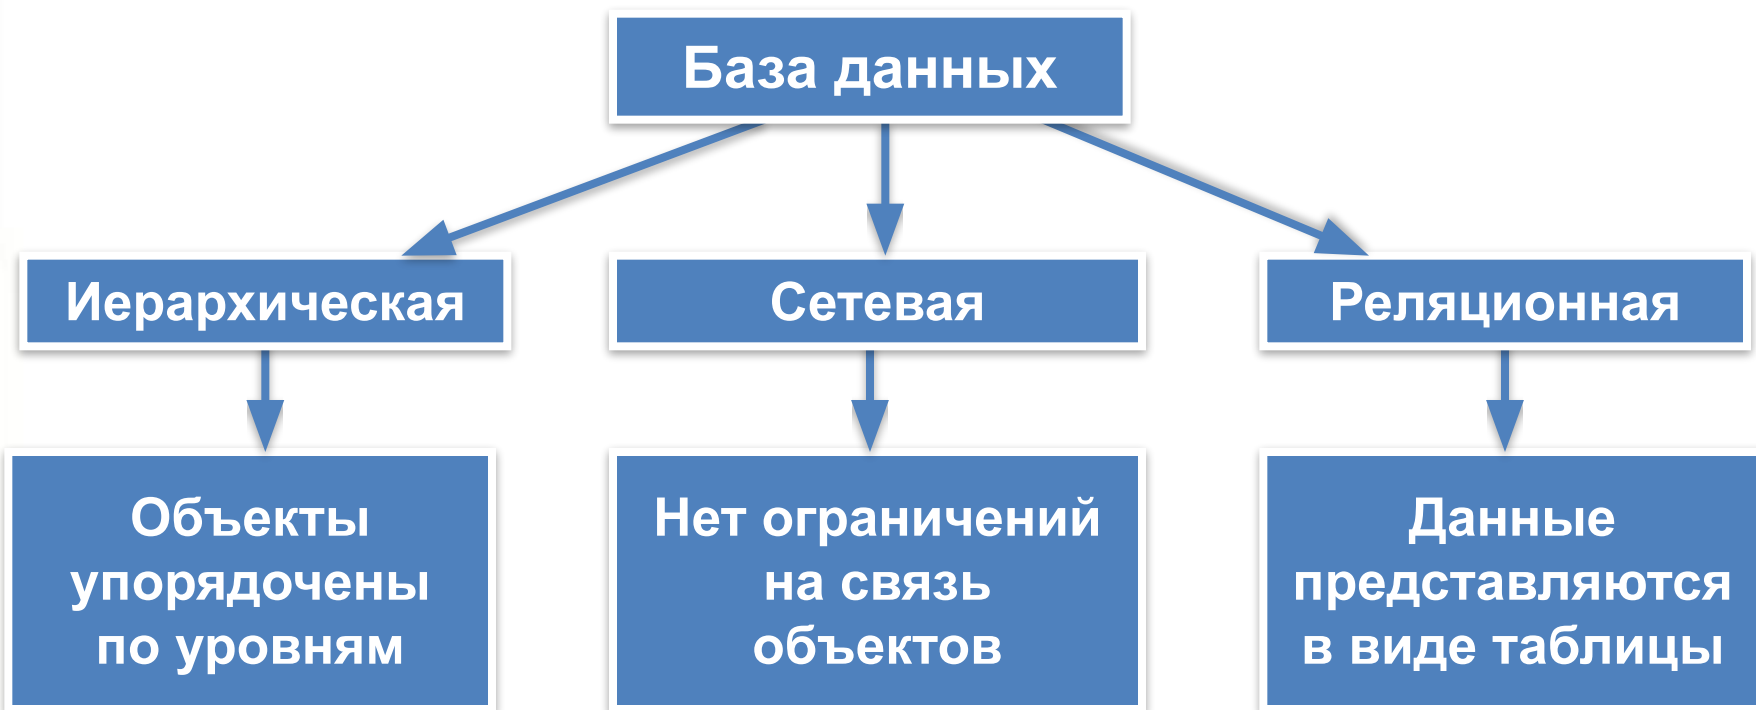 База данных
Иерархическая
Сетевая
Реляционная
Объекты
упорядочены
по уровням
Нет ограничений
на связь
объектов
Данные
представляются
в виде таблицы